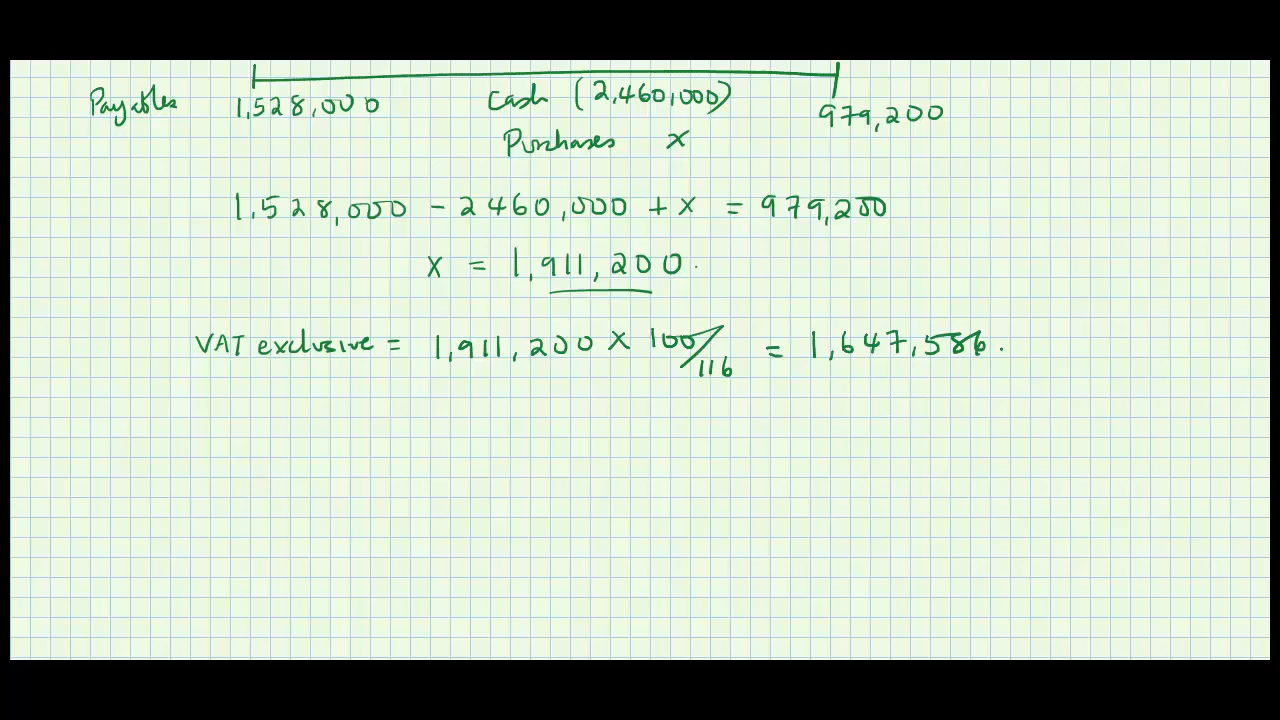 Payables 1,528,000 Cash (2,460,000) 979,200
Purchases x
1,528,000 - 2460,000 + x = 979,200
x = 1,911,200.
VAT exclusive = 1,911,200 x 100/116 = 1,647,586.